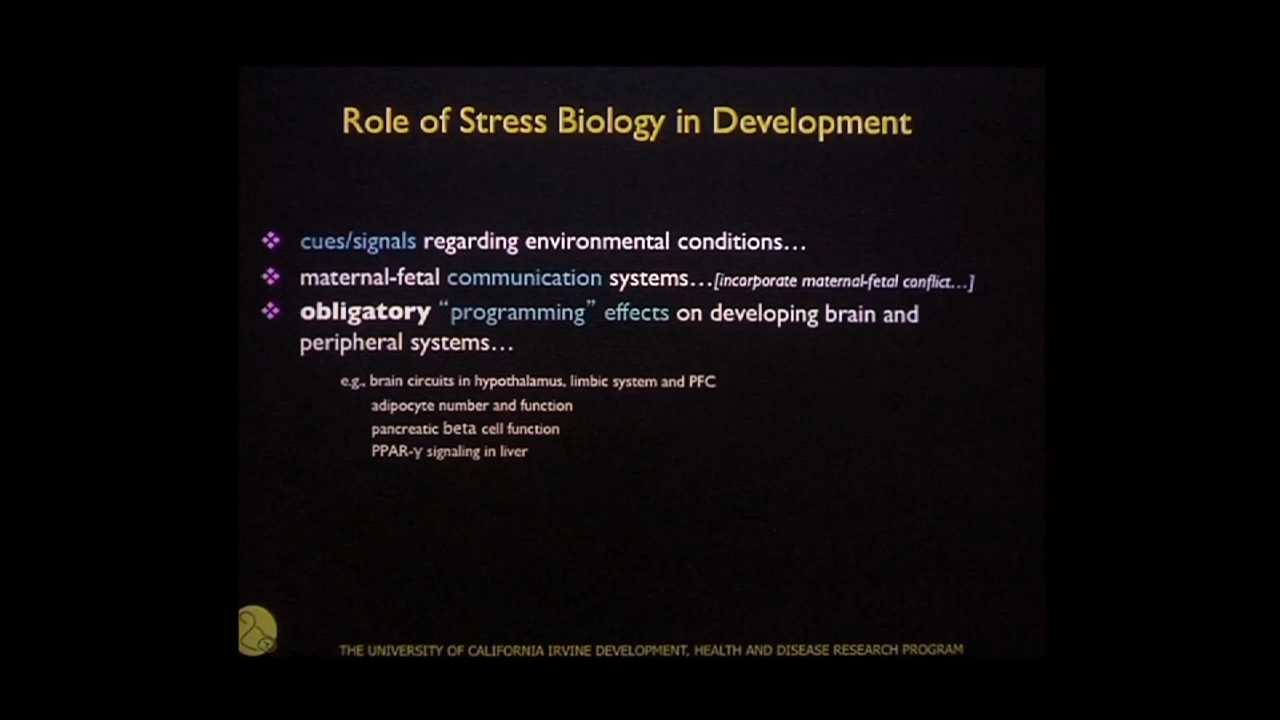 Role of Stress Biology in Development
cues/signals regarding environmental conditions...
maternal-fetal communication systems...[incorporate maternal-fetal conflict...]
obligatory “programming” effects on developing brain and
peripheral systems...
e.g., brain circuits in hypothalamus, limbic system and PFC
adipocyte number and function
pancreatic beta cell function
PPAR-γ signaling in liver
THE UNIVERSITY OF CALIFORNIA IRVINE DEVELOPMENT, HEALTH AND DISEASE RESEARCH PROGRAM